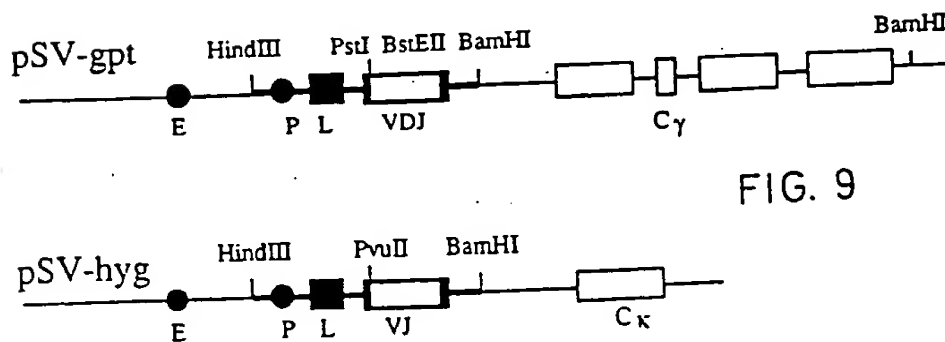 pSV-gpt
HindIII PstI BstEII BamHI BamHI
E P L VDJ Cγ
FIG. 9
pSV-hyg
HindIII PvuII BamHI
E P L VJ Cκ